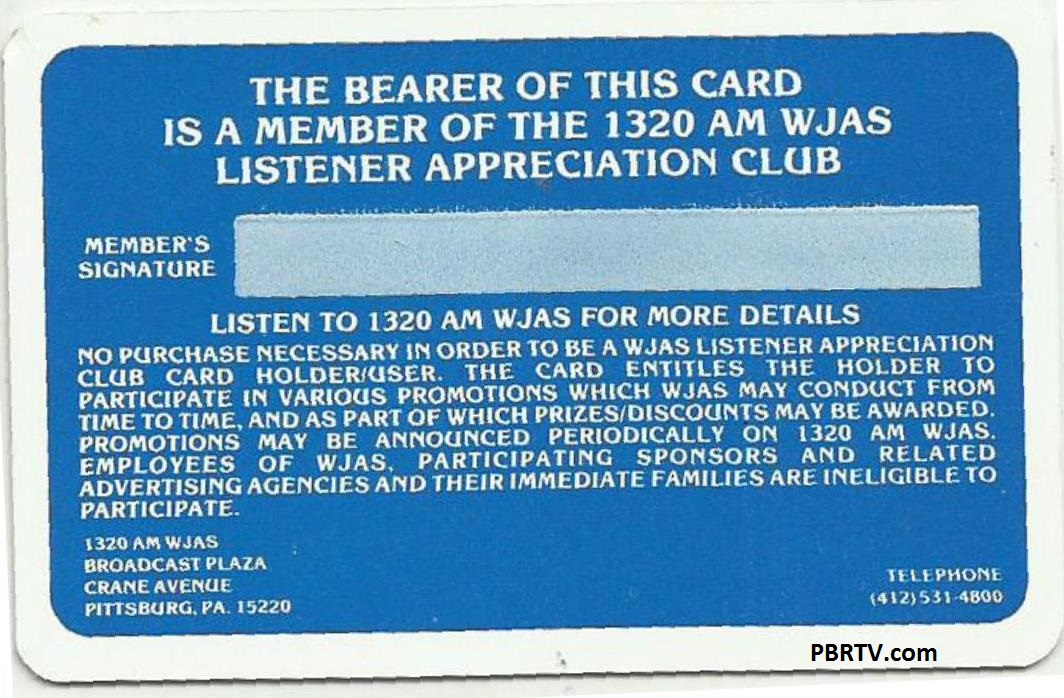 THE BEARER OF THIS CARD
IS A MEMBER OF THE 1320 AM WJAS
LISTENER APPRECIATION CLUB
MEMBER'S
SIGNATURE
LISTEN TO 1320 AM WJAS FOR MORE DETAILS
NO PURCHASE NECESSARY IN ORDER TO BE A WJAS LISTENER APPRECIATION
CLUB CARD HOLDER/USER. THE CARD ENTITLES THE HOLDER TO
PARTICIPATE IN VARIOUS PROMOTIONS WHICH WJAS MAY CONDUCT FROM
TIME TO TIME, AND AS PART OF WHICH PRIZES/DISCOUNTS MAY BE AWARDED.
PROMOTIONS MAY BE ANNOUNCED PERIODICALLY ON 1320 AM WJAS.
EMPLOYEES OF WJAS, PARTICIPATING SPONSORS AND RELATED
ADVERTISING AGENCIES AND THEIR IMMEDIATE FAMILIES ARE INELIGIBLE TO
PARTICIPATE.
1320 AM WJAS
BROADCAST PLAZA
CRANE AVENUE
PITTSBURG, PA. 15220
TELEPHONE
(412) 531-4800
PBRTV.com